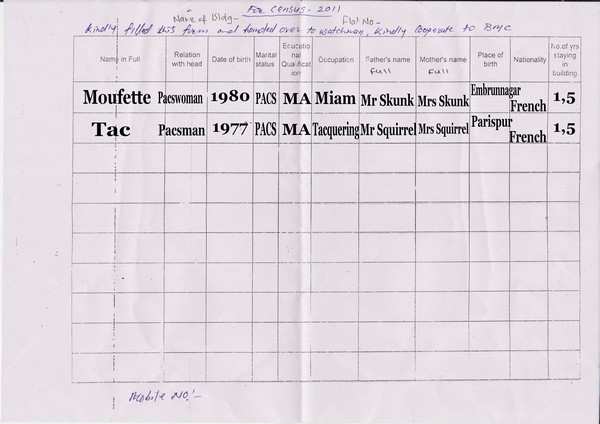 For Census - 2011
Name of Bldg - Flat No -
Kindly filled this form and handed over to watchman, Kindly Cooperate to BMC
Name in Full Relation with head Date of birth Marital status Educatio nal Qualificat ion Occupation Father's name Full Mother's name Full Place of birth Nationality No.of yrs staying in building
Moufette Pacswoman 1980 PACS MA Miam Mr Skunk Mrs Skunk Embrunnagar French 1,5
Tac Pacsman 1977 PACS MA Tacquering Mr Squirrel Mrs Squirrel Parispur French 1,5
Mobile NO:-